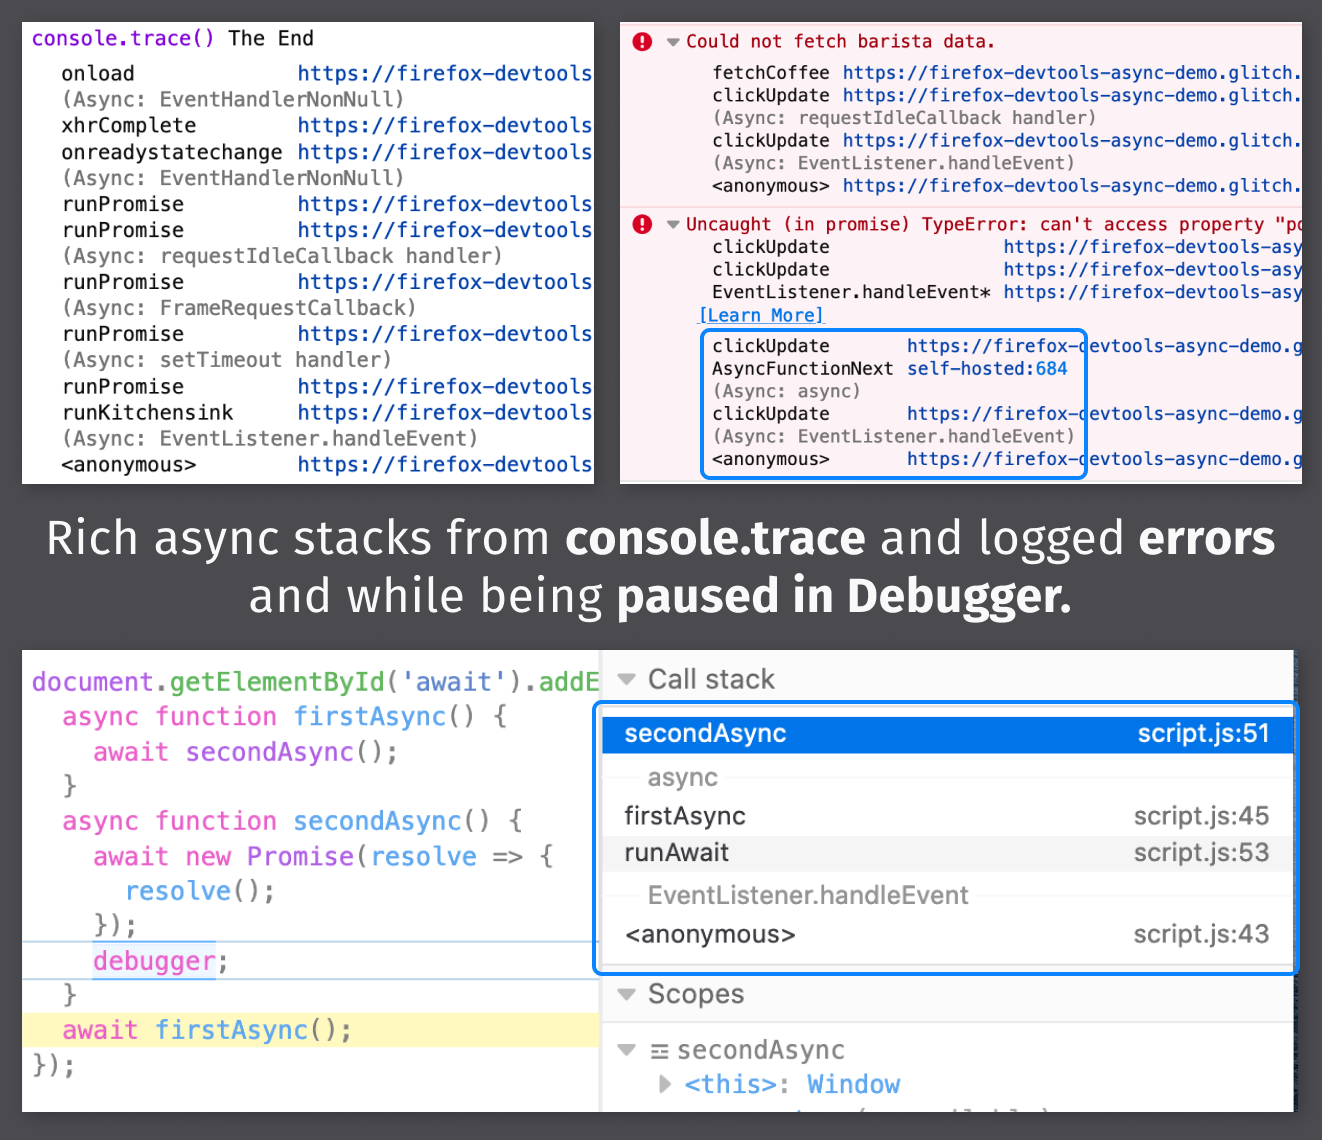 console.trace() The End
onload https://firefox-devtools
(Async: EventHandlerNonNull)
xhrComplete https://firefox-devtools
onreadystatechange https://firefox-devtools
(Async: EventHandlerNonNull)
runPromise https://firefox-devtools
runPromise https://firefox-devtools
(Async: requestIdleCallback handler)
runPromise https://firefox-devtools
(Async: FrameRequestCallback)
runPromise https://firefox-devtools
(Async: setTimeout handler)
runPromise https://firefox-devtools
runKitchensink https://firefox-devtools
(Async: EventListener.handleEvent)
<anonymous> https://firefox-devtools
Could not fetch barista data.
fetchCoffee https://firefox-devtools-async-demo.glitch.
clickUpdate https://firefox-devtools-async-demo.glitch.
(Async: requestIdleCallback handler)
clickUpdate https://firefox-devtools-async-demo.glitch.
(Async: EventListener.handleEvent)
<anonymous> https://firefox-devtools-async-demo.glitch.
Uncaught (in promise) TypeError: can't access property "po
clickUpdate https://firefox-devtools-asy
clickUpdate https://firefox-devtools-asy
EventListener.handleEvent* https://firefox-devtools-asy
[Learn More]
clickUpdate https://firefox-devtools-async-demo.g
AsyncFunctionNext self-hosted:684
(Async: async)
clickUpdate https://firefox-devtools-async-demo.g
(Async: EventListener.handleEvent)
<anonymous> https://firefox-devtools-async-demo.g
Rich async stacks from console.trace and logged errors
and while being paused in Debugger.
document.getElementById('await').addE
async function firstAsync() {
await secondAsync();
}
async function secondAsync() {
await new Promise(resolve => {
resolve();
});
debugger;
}
await firstAsync();
});
Call stack
secondAsync script.js:51
async
firstAsync script.js:45
runAwait script.js:53
EventListener.handleEvent
<anonymous> script.js:43
Scopes
secondAsync
<this>: Window